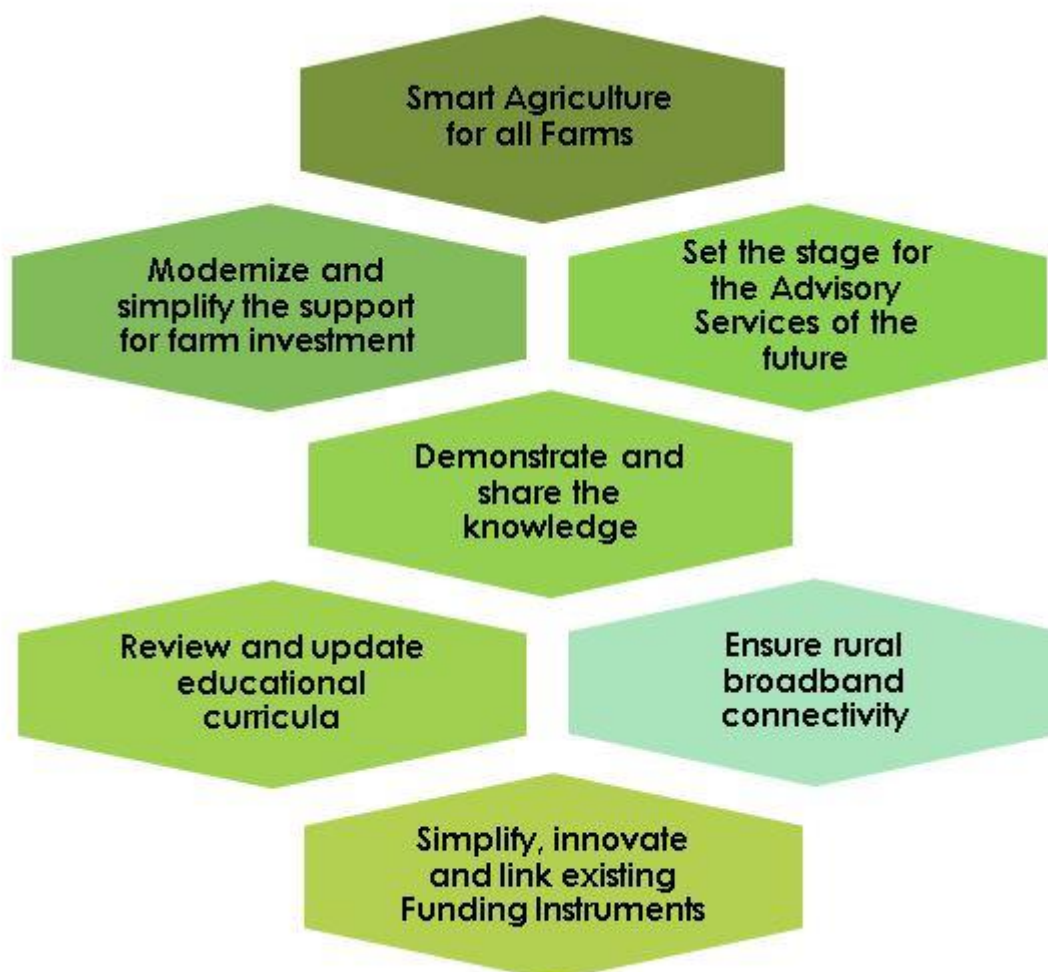 Smart Agriculture
for all Farms
Modernize and
simplify the support
for farm investment
Set the stage for
the Advisory
Services of the
future
Demonstrate and
share the
knowledge
Review and update
educational
curricula
Ensure rural
broadband
connectivity
Simplify, innovate
and link existing
Funding Instruments